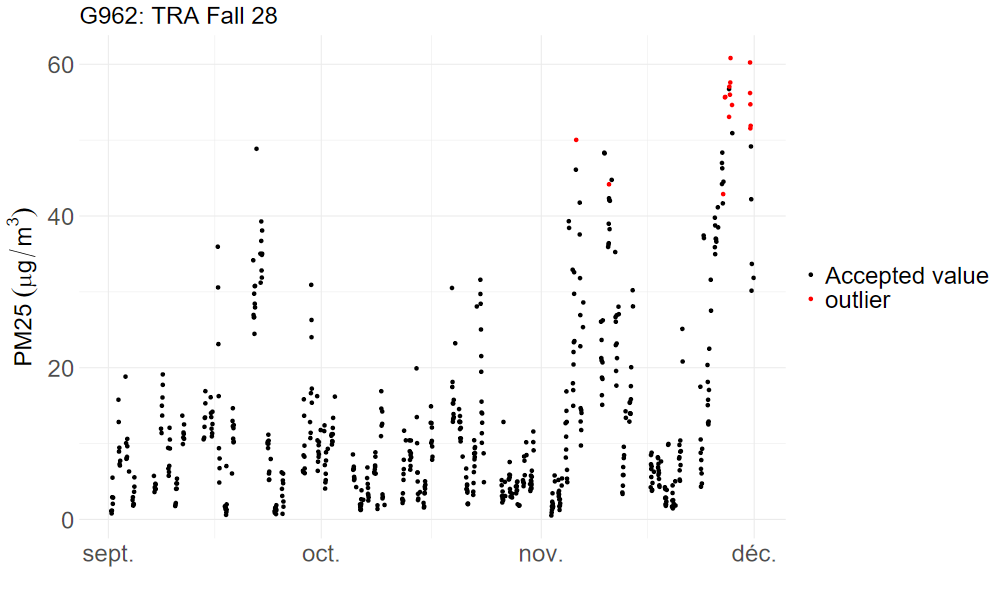 G962: TRA Fall 28
PM25 (μg/m³)
60
40
20
0
sept.
oct.
nov.
déc.
Accepted value
outlier